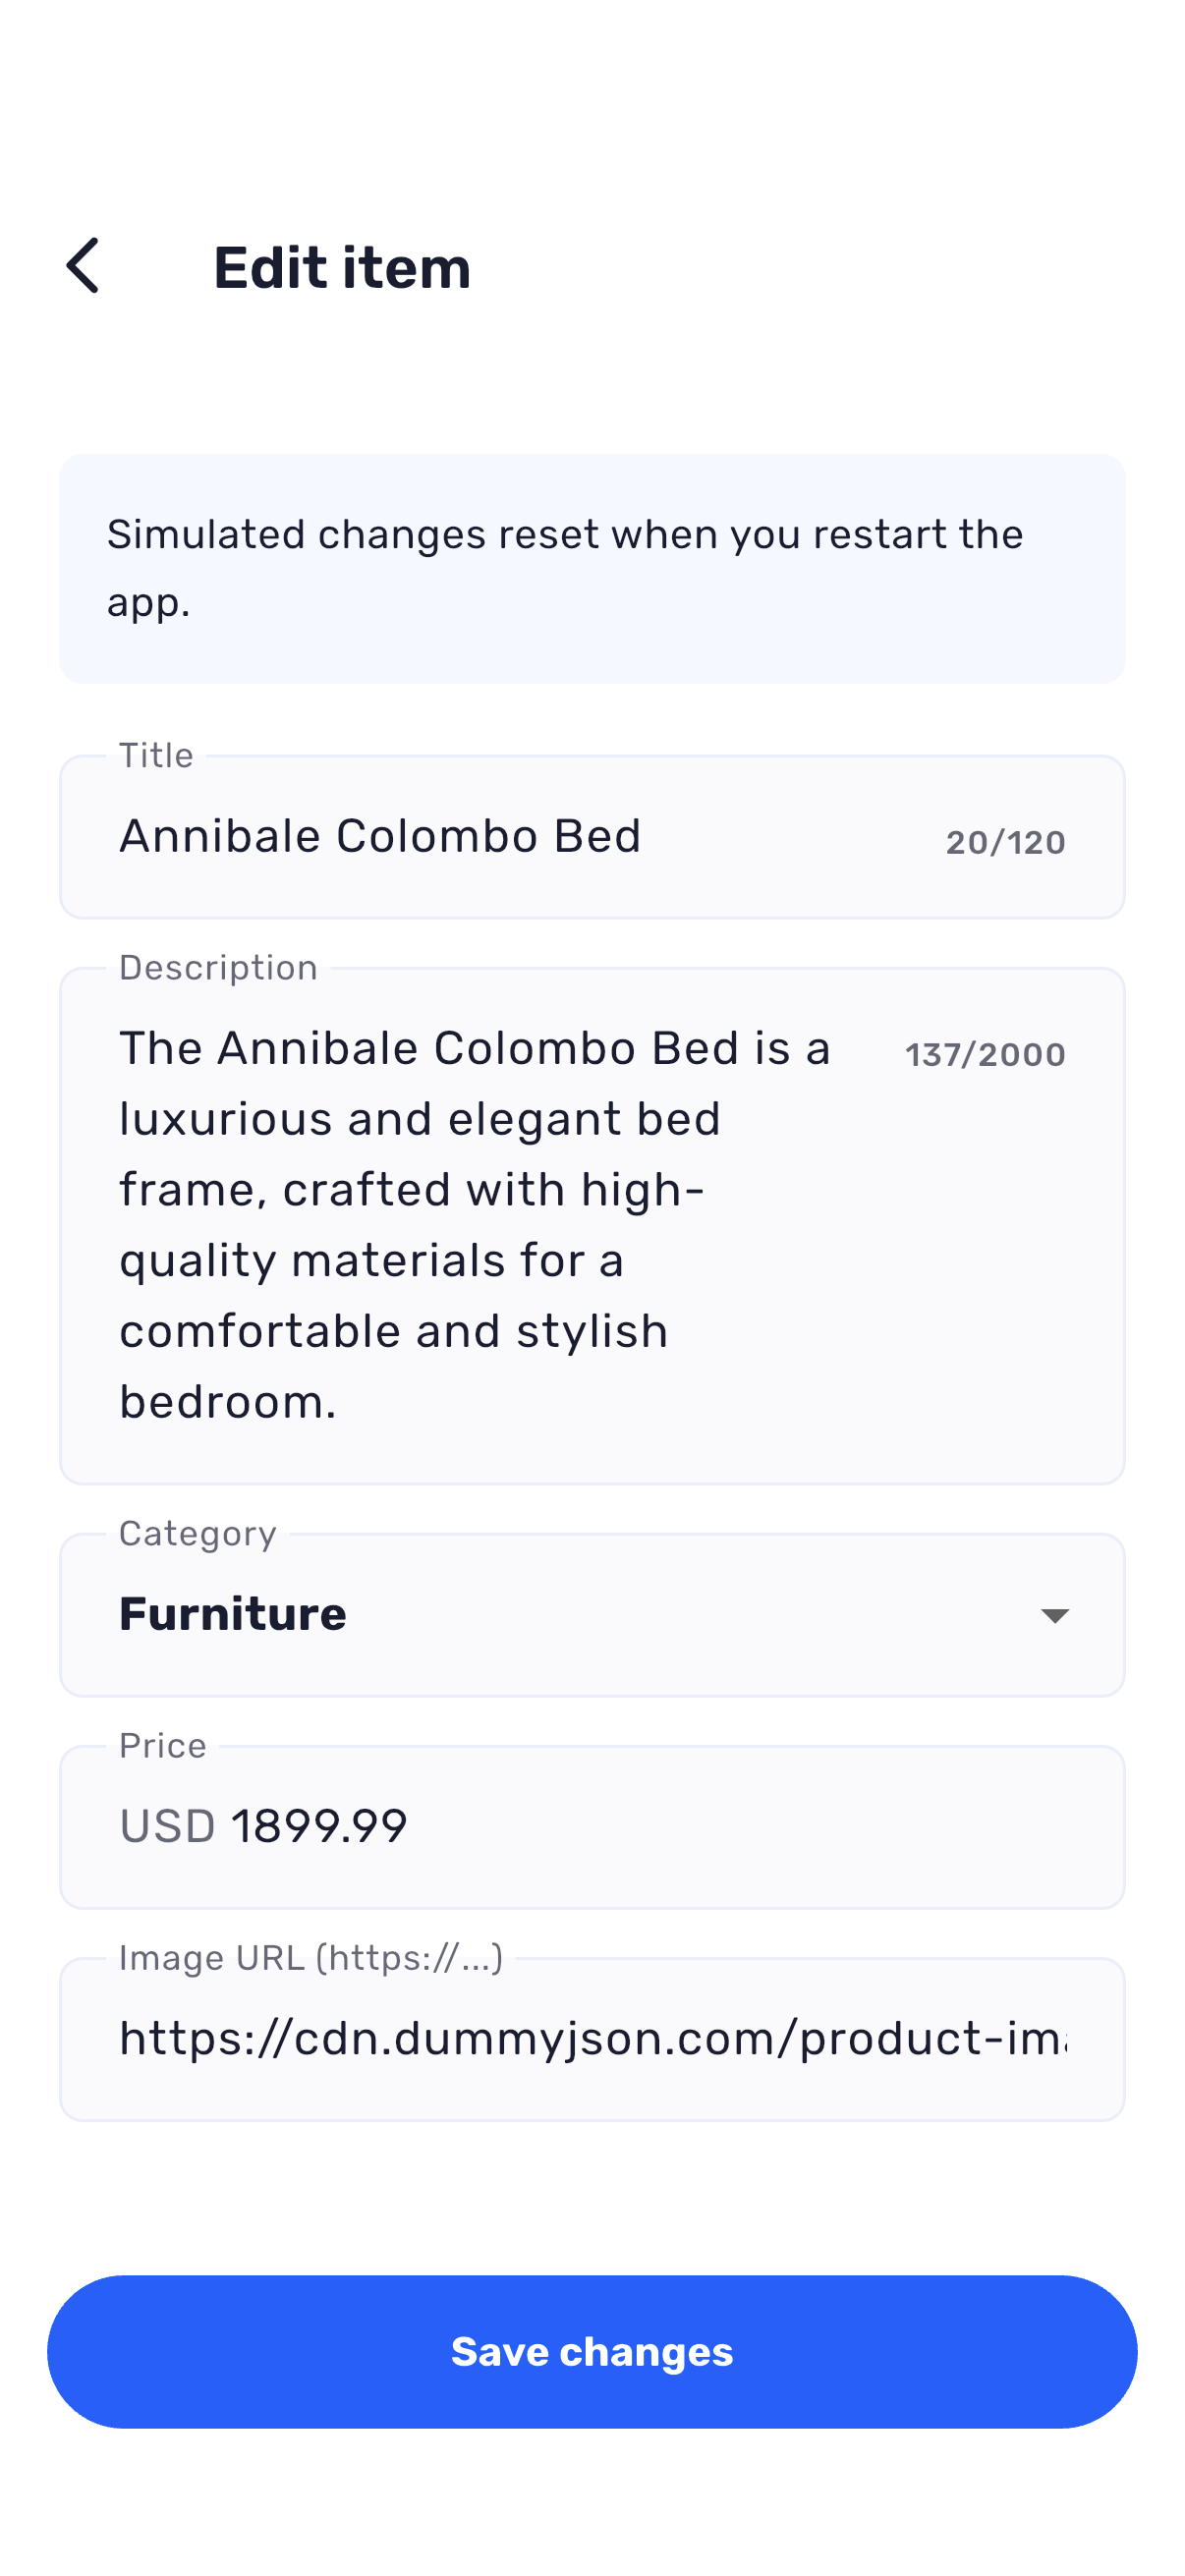 Edit item
Simulated changes reset when you restart the
app.
Title
Annibale Colombo Bed
20/120
Description
The Annibale Colombo Bed is a
137/2000
luxurious and elegant bed
frame, crafted with high-
quality materials for a
comfortable and stylish
bedroom.
Category
Furniture
Price
USD 1899.99
Image URL (https://...)
https://cdn.dummyjson.com/product-im
Save changes